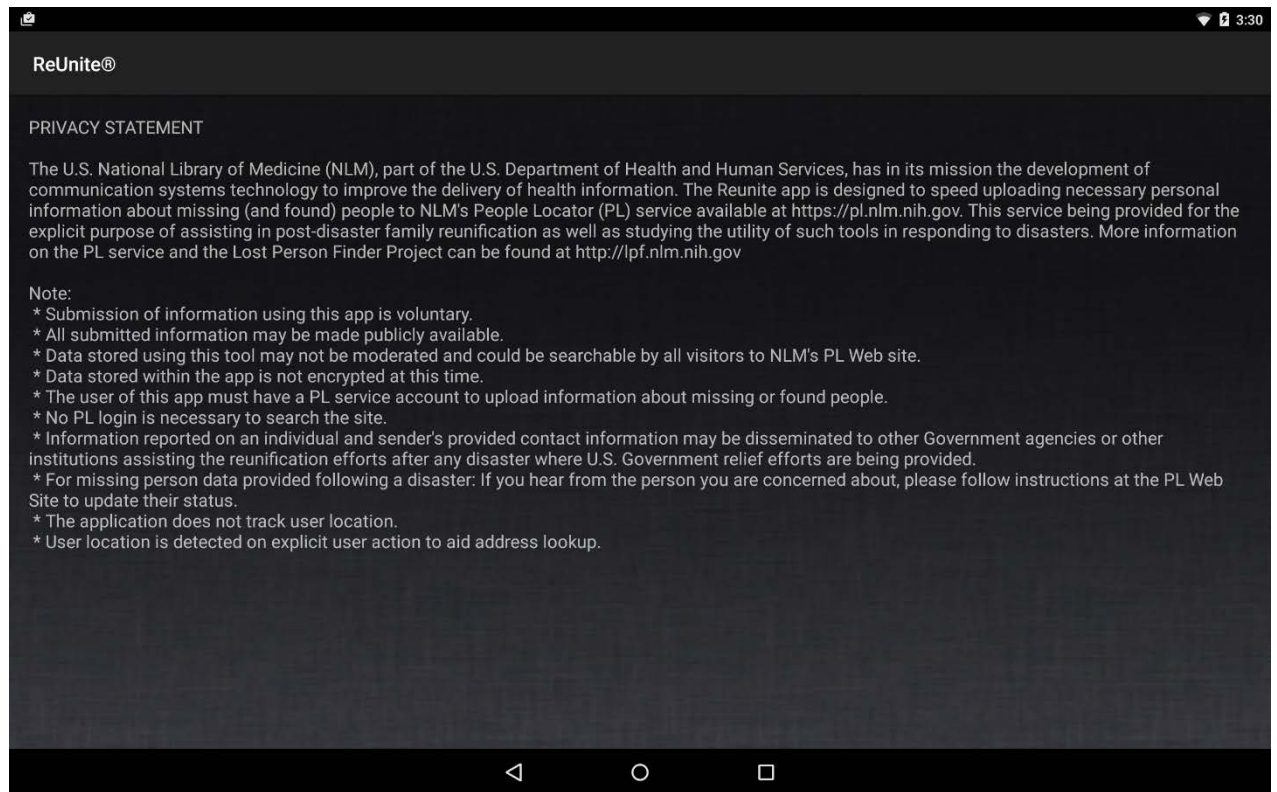 3:30
ReUnite®
PRIVACY STATEMENT
The U.S. National Library of Medicine (NLM), part of the U.S. Department of Health and Human Services, has in its mission the development of
communication systems technology to improve the delivery of health information. The Reunite app is designed to speed uploading necessary personal
information about missing (and found) people to NLM's People Locator (PL) service available at https://pl.nlm.nih.gov. This service being provided for the
explicit purpose of assisting in post-disaster family reunification as well as studying the utility of such tools in responding to disasters. More information
on the PL service and the Lost Person Finder Project can be found at http://lpf.nlm.nih.gov
Note:
* Submission of information using this app is voluntary.
* All submitted information may be made publicly available.
* Data stored using this tool may not be moderated and could be searchable by all visitors to NLM's PL Web site.
* Data stored within the app is not encrypted at this time.
* The user of this app must have a PL service account to upload information about missing or found people.
* No PL login is necessary to search the site.
* Information reported on an individual and sender's provided contact information may be disseminated to other Government agencies or other
institutions assisting the reunification efforts after any disaster where U.S. Government relief efforts are being provided.
* For missing person data provided following a disaster: If you hear from the person you are concerned about, please follow instructions at the PL Web
Site to update their status.
* The application does not track user location.
* User location is detected on explicit user action to aid address lookup.